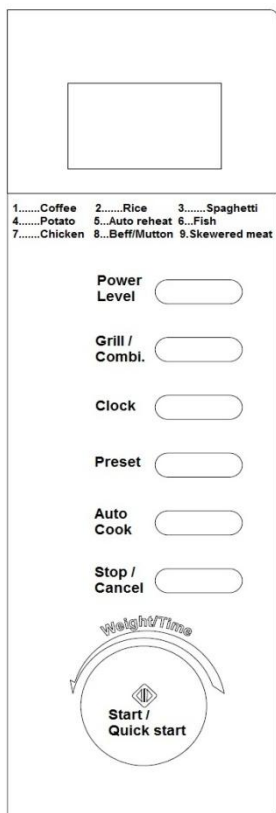 1.......Coffee 2.......Rice 3.......Spaghetti
4.......Potato 5...Auto reheat 6...Fish
7.......Chicken 8...Beff/Mutton 9.Skewered meat
Power
Level
Grill /
Combi.
Clock
Preset
Auto
Cook
Stop /
Cancel
Weight/Time
Start /
Quick start